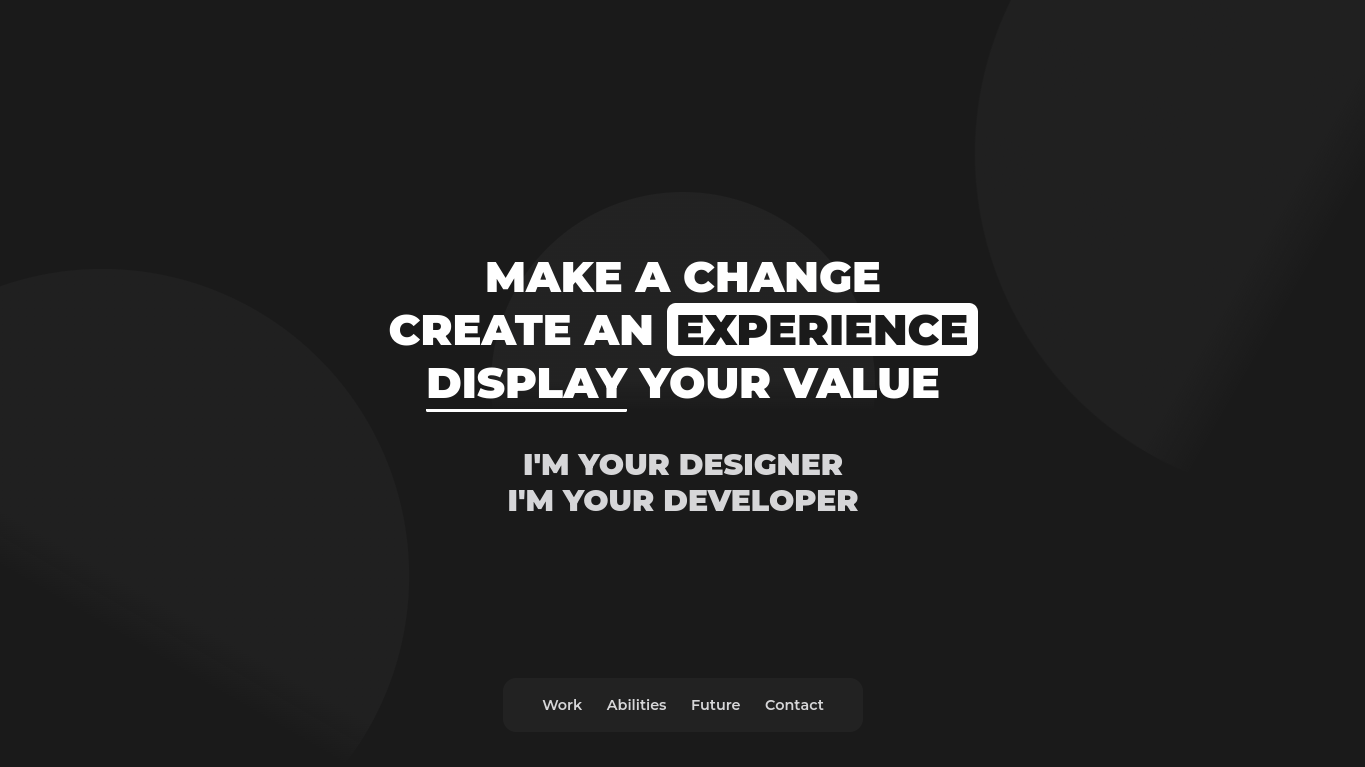 MAKE A CHANGE
CREATE AN EXPERIENCE
DISPLAY YOUR VALUE
I'M YOUR DESIGNER
I'M YOUR DEVELOPER
Work Abilities Future Contact